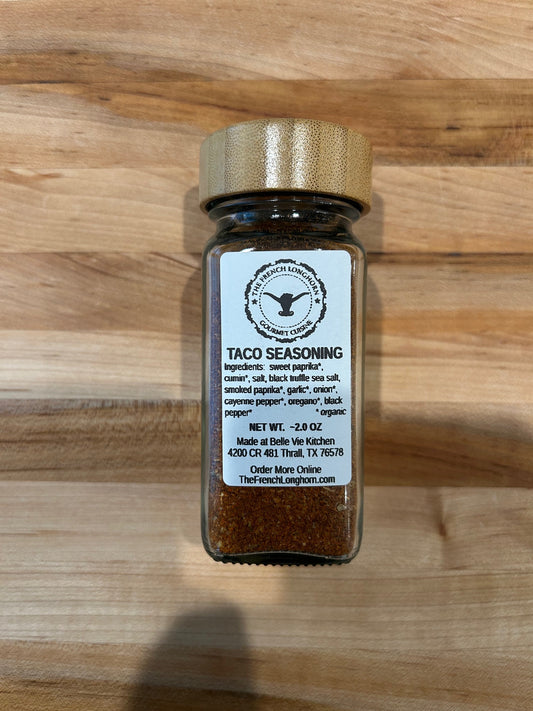 THE FRENCH LONGHORN
GOURMET CUISINE
TACO SEASONING
Ingredients: sweet paprika*,
cumin*, salt, black truffle sea salt,
smoked paprika*, garlic*, onion*,
cayenne pepper*, oregano*, black
pepper* * organic
NET WT. ~2.0 OZ
Made at Belle Vie Kitchen
4200 CR 481 Thrall, TX 76578
Order More Online
TheFrenchLonghorn.com